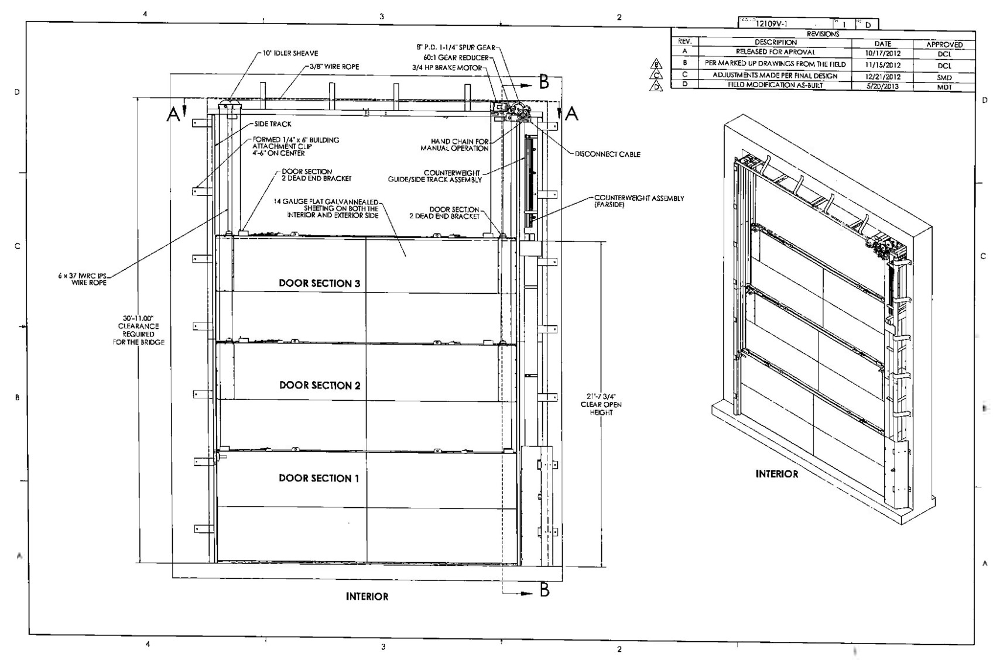 4
3
2
12109V-1
1
D
REVISIONS
REV.
DESCRIPTION
DATE
APPROVED
A
RELEASED FOR APROVAL
10/17/2012
DCL
B
PER MARKED UP DRAWINGS FROM THE FIELD
11/15/2012
DCL
C
ADJUSTMENTS MADE PER FINAL DESIGN
12/21/2012
SMD
D
FIELD MODIFICATION AS-BUILT
5/20/2013
MDT
B
C
D
10" IDLER SHEAVE
3/8" WIRE ROPE
8" P.D. 1-1/4" SPUR GEAR
60:1 GEAR REDUCER
3/4 HP BRAKE MOTOR
B
D
D
A
A
SIDE TRACK
FORMED 1/4" x 6" BUILDING
ATTACHMENT CLIP
4'-6" ON CENTER
HAND CHAIN FOR
MANUAL OPERATION
DISCONNECT CABLE
DOOR SECTION
2 DEAD END BRACKET
COUNTERWEIGHT
GUIDE/SIDE TRACK ASSEMBLY
14 GAUGE FLAT GALVANNEALED
SHEETING ON BOTH THE
INTERIOR AND EXTERIOR SIDE
DOOR SECTION
2 DEAD END BRACKET
COUNTERWEIGHT ASSEMBLY
(FARSIDE)
C
C
6 x 37 IWRC IPS
WIRE ROPE
DOOR SECTION 3
30'-11.00"
CLEARANCE
REQUIRED
FOR THE BRIDGE
DOOR SECTION 2
B
21'-7 3/4"
CLEAR OPEN
HEIGHT
DOOR SECTION 1
INTERIOR
A
A
B
INTERIOR
4
3
2